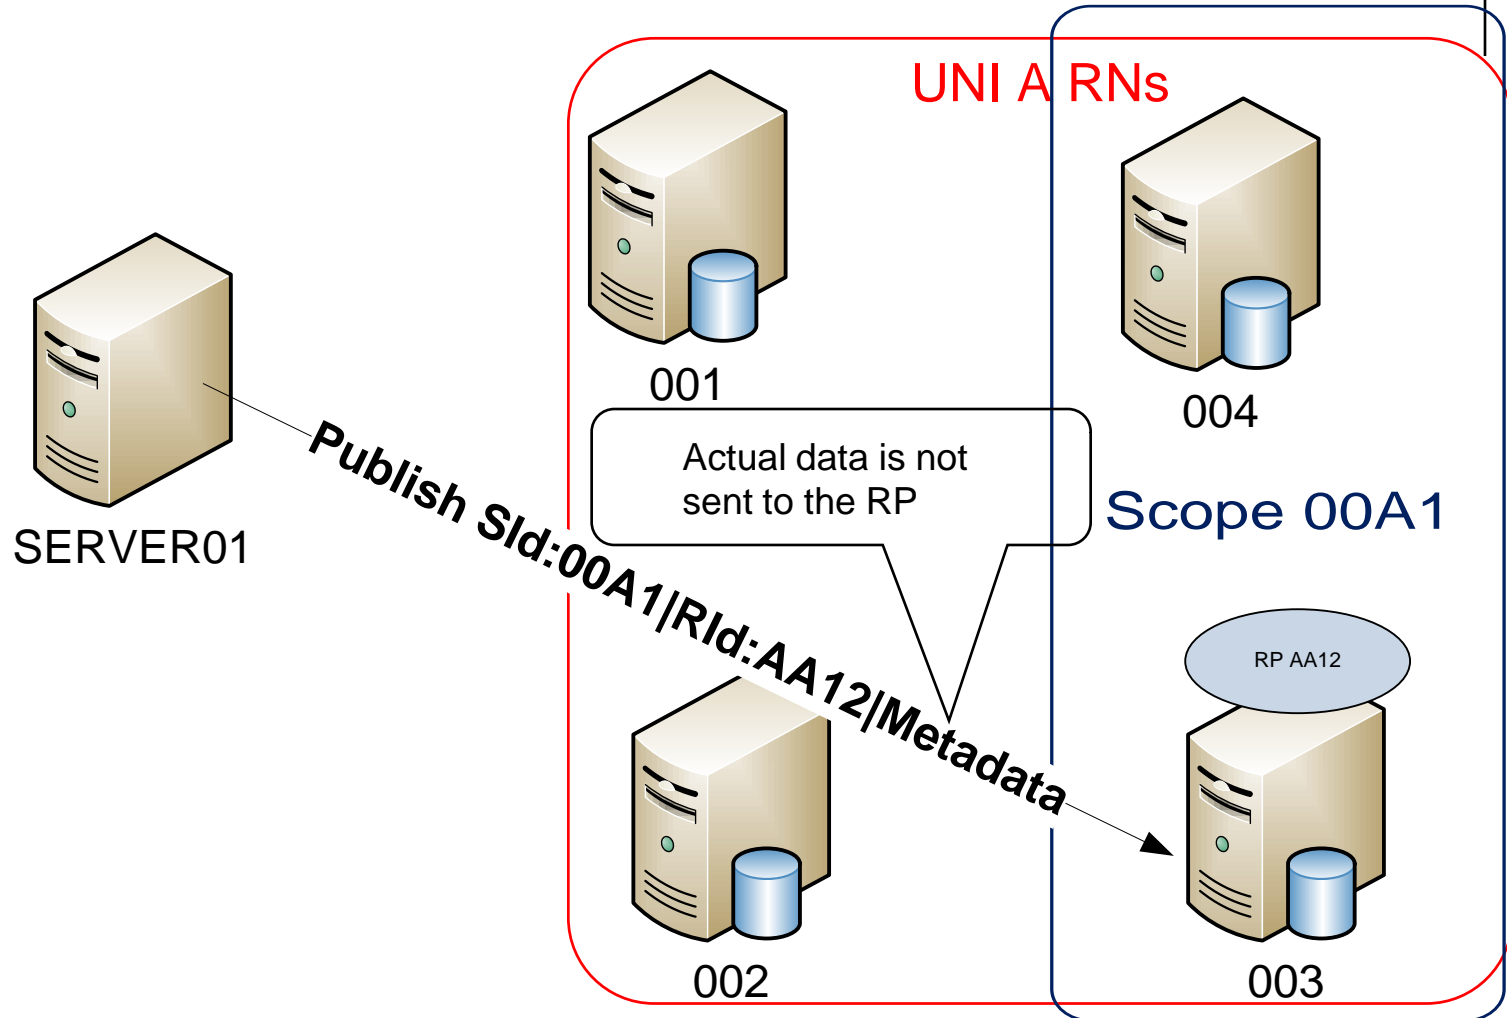 UNI A RNs
001
004
Actual data is not
sent to the RP
Scope 00A1
Publish SId:00A1|RId:AA12|Metadata
SERVER01
RP AA12
002
003